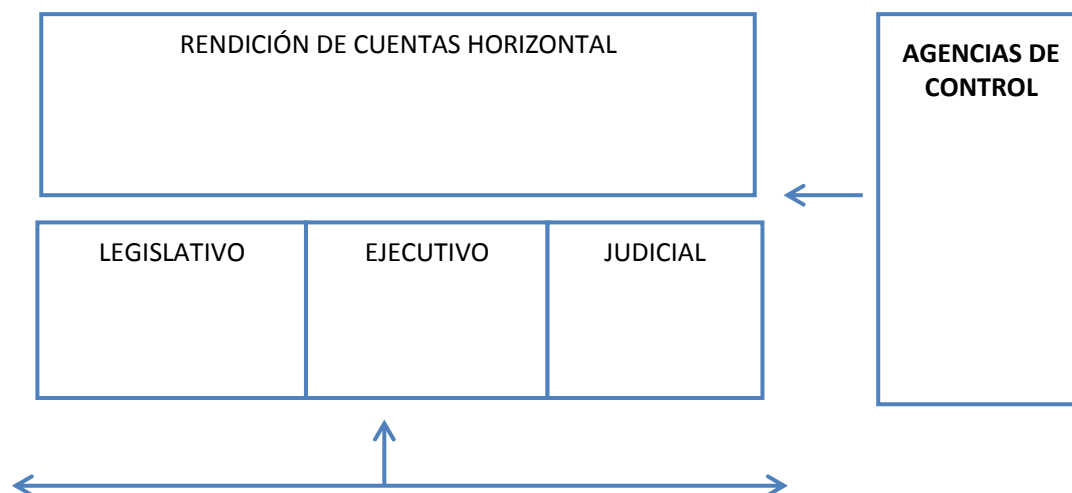 RENDICIÓN DE CUENTAS HORIZONTAL
AGENCIAS DE
CONTROL
LEGISLATIVO
EJECUTIVO
JUDICIAL